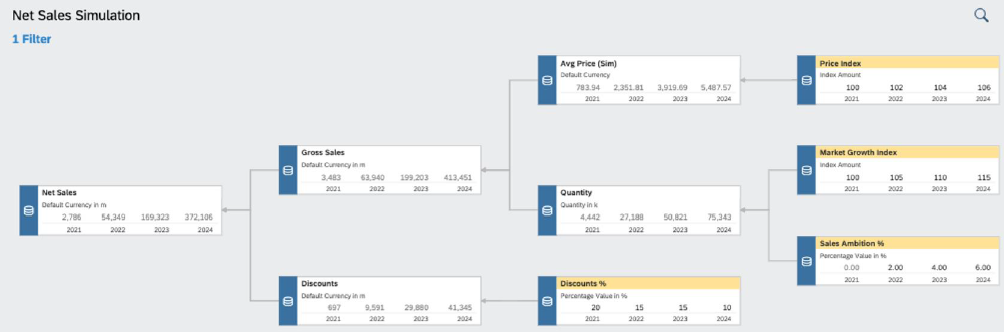 Net Sales Simulation
1 Filter
Avg Price (Sim)
Default Currency
783.94 2,351.81 3,919.69 5,487.57
2021 2022 2023 2024
Price Index
Index Amount
100 102 104 106
2021 2022 2023 2024
Gross Sales
Default Currency in m
3,483 63,940 199,203 413,451
2021 2022 2023 2024
Market Growth Index
Index Amount
100 105 110 115
2021 2022 2023 2024
Net Sales
Default Currency in m
2,786 54,349 169,323 372,106
2021 2022 2023 2024
Quantity
Quantity in k
4,442 27,188 50,821 75,343
2021 2022 2023 2024
Sales Ambition %
Percentage Value in %
0.00 2.00 4.00 6.00
2021 2022 2023 2024
Discounts
Default Currency in m
697 9,591 29,880 41,345
2021 2022 2023 2024
Discounts %
Percentage Value in %
20 15 15 10
2021 2022 2023 2024